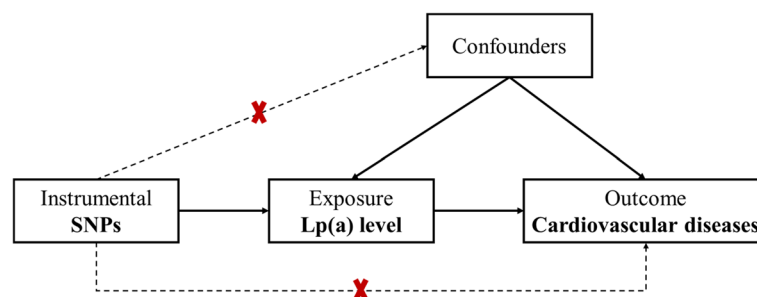 Confounders
Instrumental
SNPs
Exposure
Lp(a) level
Outcome
Cardiovascular diseases